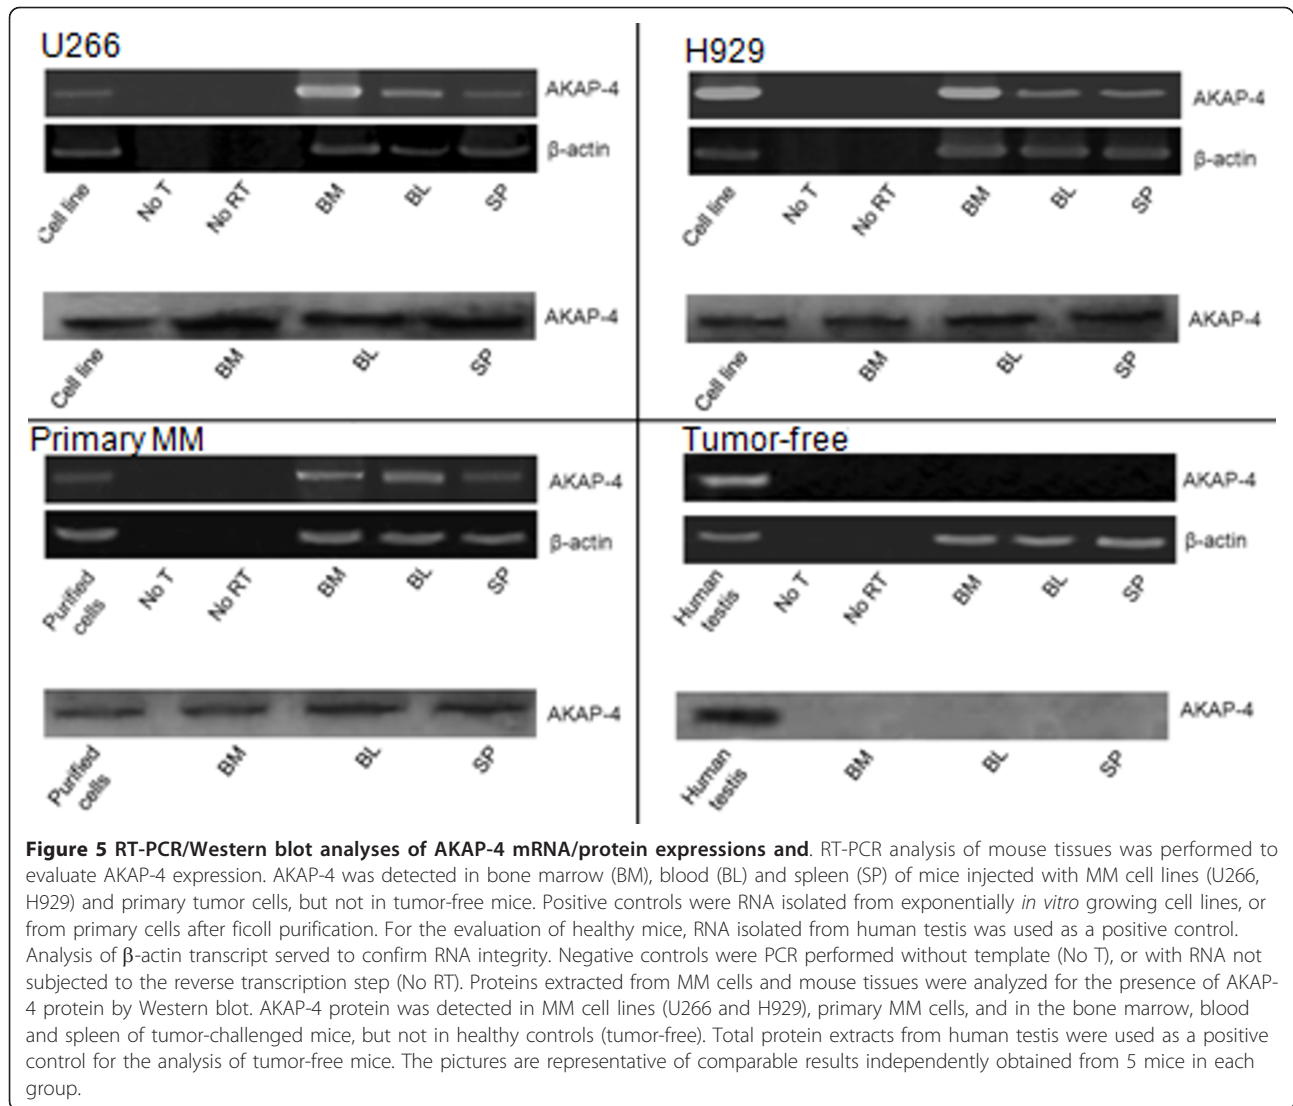 U266
AKAP-4
β-actin
Cell line
No T
No RT
BM
BL
SP
AKAP-4
Cell line
BM
BL
SP
H929
AKAP-4
β-actin
Cell line
No T
No RT
BM
BL
SP
AKAP-4
Cell line
BM
BL
SP
Primary MM
AKAP-4
β-actin
Purified
cells
No T
No RT
BM
BL
SP
AKAP-4
Purified
cells
BM
BL
SP
Tumor-free
AKAP-4
β-actin
Human
testis
No T
No RT
BM
BL
SP
AKAP-4
Human
testis
BM
BL
SP
Figure 5 RT-PCR/Western blot analyses of AKAP-4 mRNA/protein expressions and. RT-PCR analysis of mouse tissues was performed to
evaluate AKAP-4 expression. AKAP-4 was detected in bone marrow (BM), blood (BL) and spleen (SP) of mice injected with MM cell lines (U266,
H929) and primary tumor cells, but not in tumor-free mice. Positive controls were RNA isolated from exponentially in vitro growing cell lines, or
from primary cells after ficoll purification. For the evaluation of healthy mice, RNA isolated from human testis was used as a positive control.
Analysis of β-actin transcript served to confirm RNA integrity. Negative controls were PCR performed without template (No T), or with RNA not
subjected to the reverse transcription step (No RT). Proteins extracted from MM cells and mouse tissues were analyzed for the presence of AKAP-
4 protein by Western blot. AKAP-4 protein was detected in MM cell lines (U266 and H929), primary MM cells, and in the bone marrow, blood
and spleen of tumor-challenged mice, but not in healthy controls (tumor-free). Total protein extracts from human testis were used as a positive
control for the analysis of tumor-free mice. The pictures are representative of comparable results independently obtained from 5 mice in each
group.